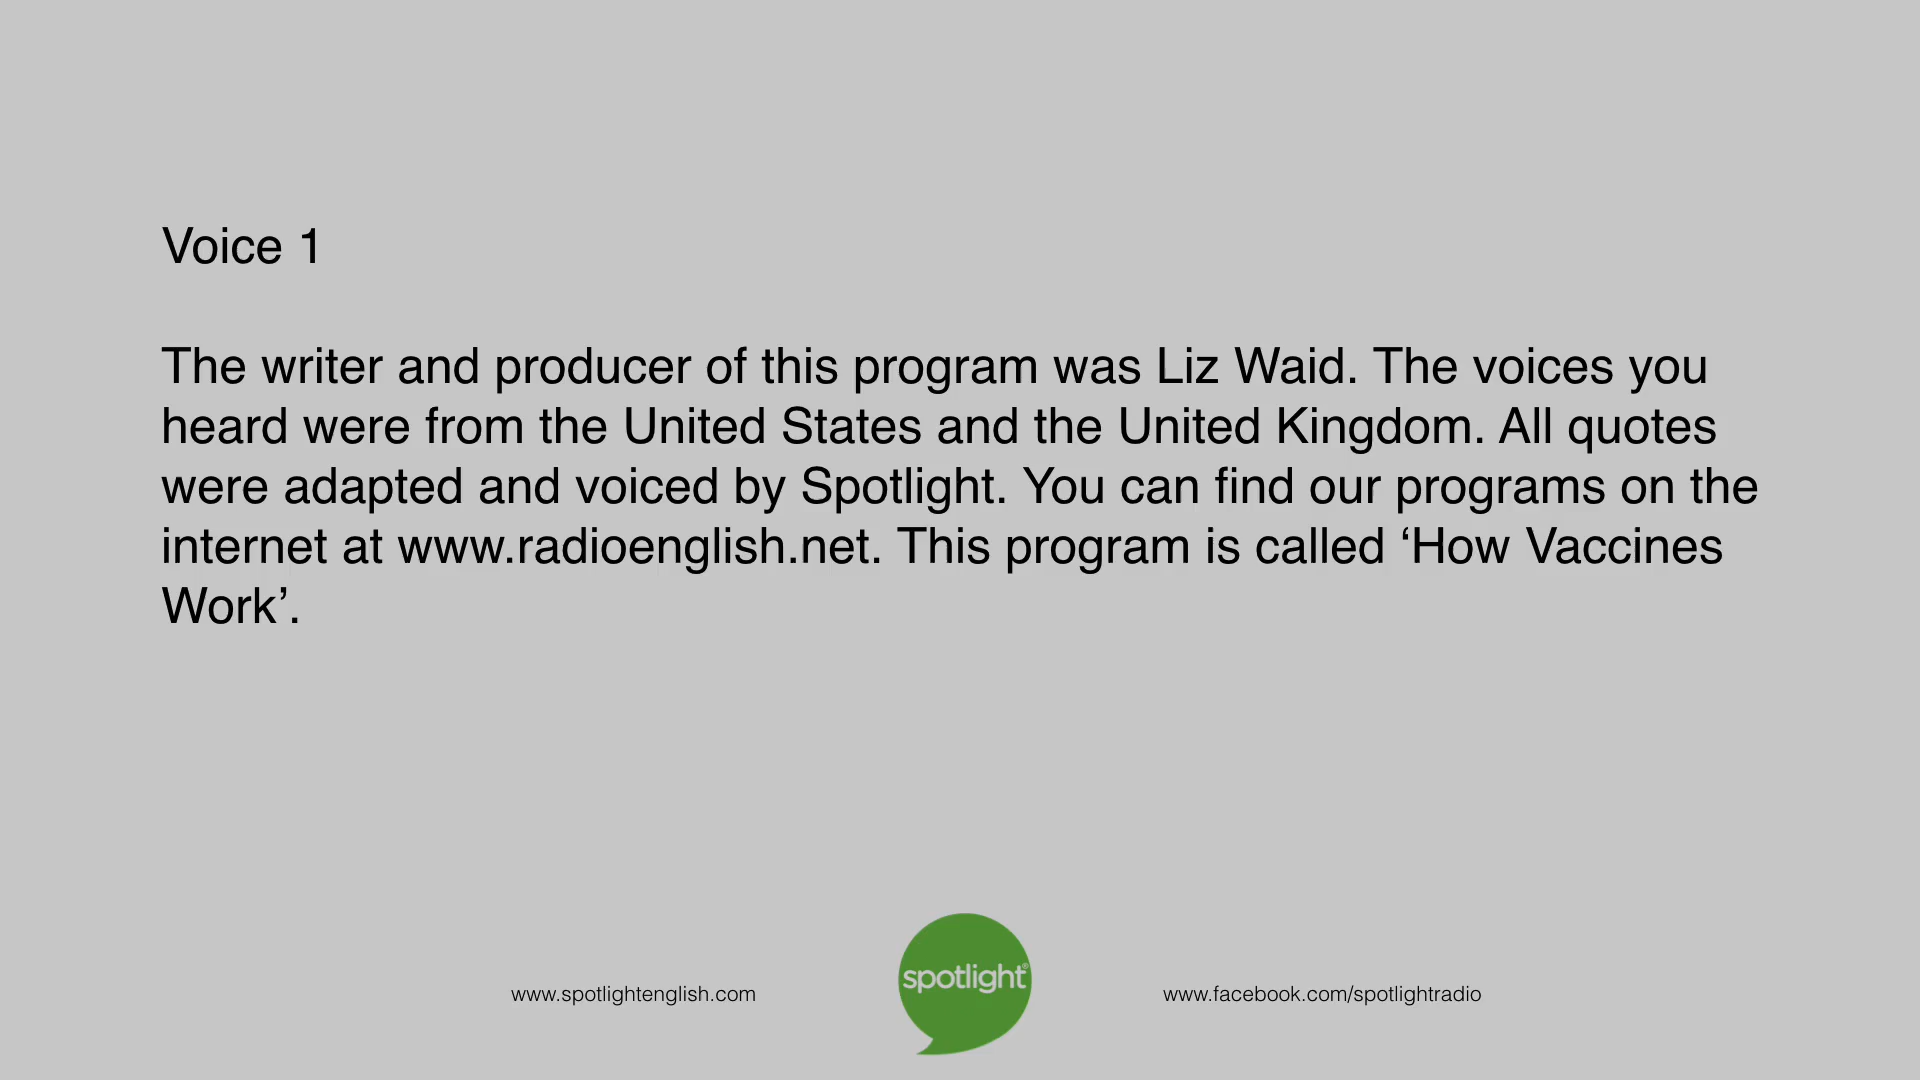 Voice 1
The writer and producer of this program was Liz Waid. The voices you
heard were from the United States and the United Kingdom. All quotes
were adapted and voiced by Spotlight. You can find our programs on the
internet at www.radioenglish.net. This program is called ‘How Vaccines
Work’.
spotlight®
www.spotlightenglish.com
www.facebook.com/spotlightradio